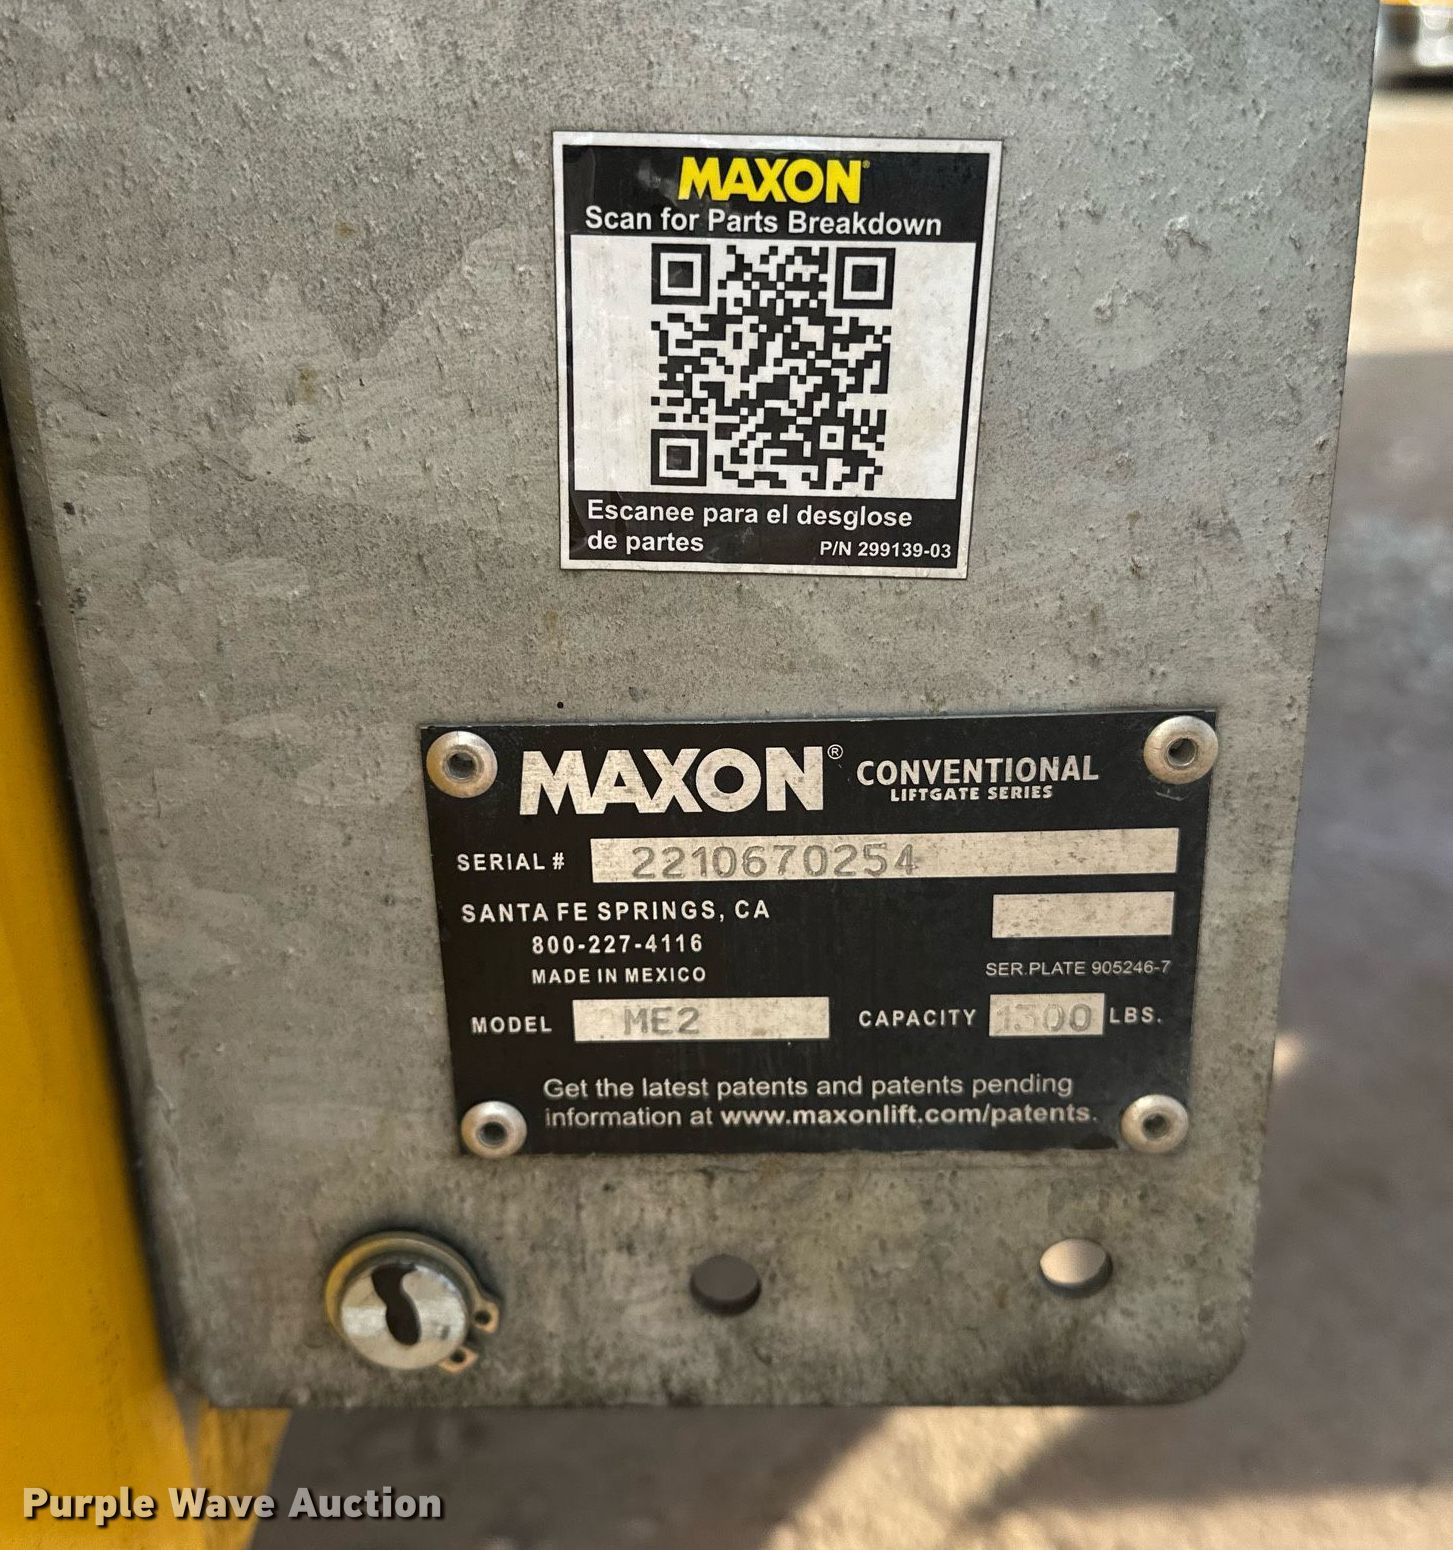 MAXON®
Scan for Parts Breakdown
Escanee para el desglose
de partes P/N 299139-03
MAXON® CONVENTIONAL
LIFTGATE SERIES
SERIAL # 2210670254
SANTA FE SPRINGS, CA
800-227-4116
MADE IN MEXICO
SER.PLATE 905246-7
MODEL ME2 CAPACITY 1300 LBS.
Get the latest patents and patents pending
information at www.maxonlift.com/patents.
Purple Wave Auction